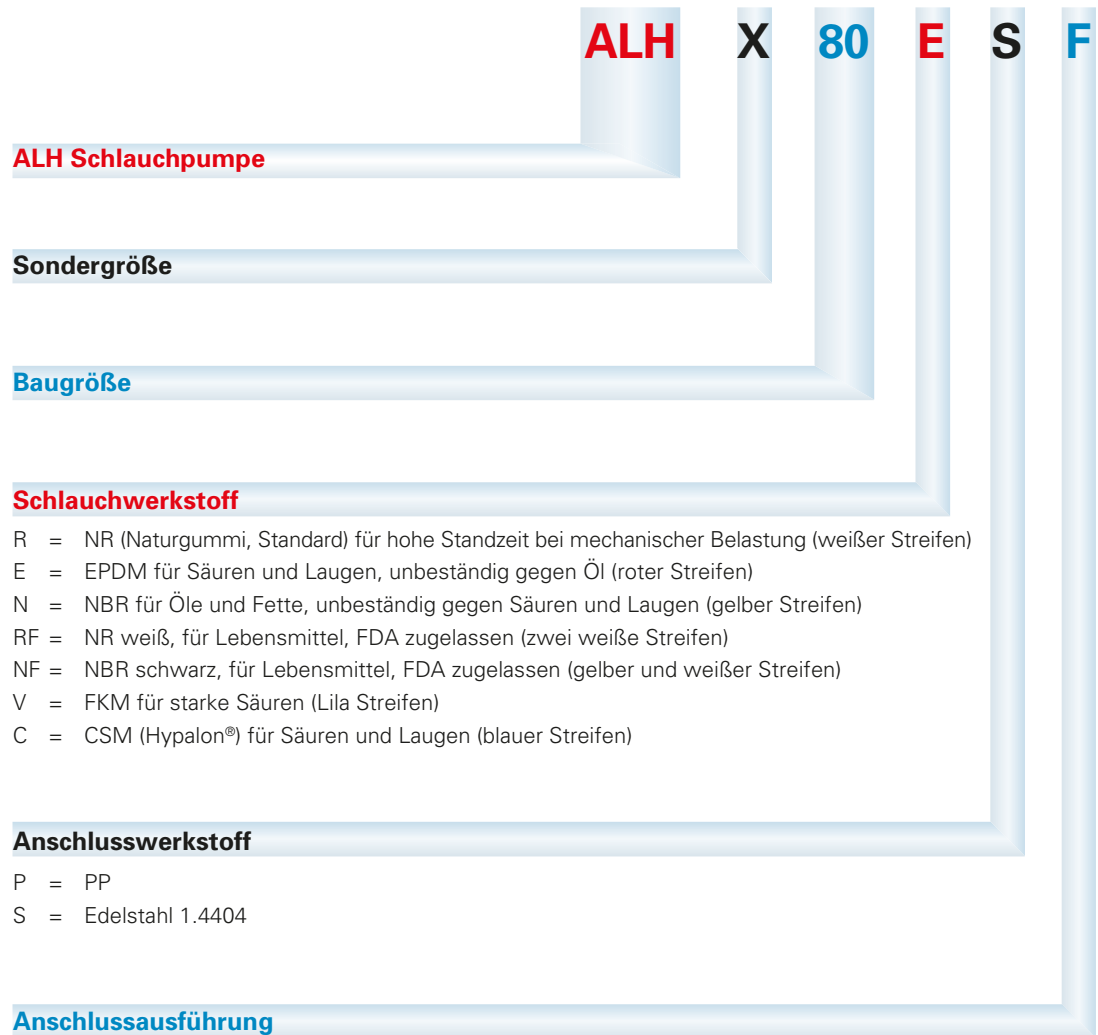 ALH X 80 E S F
ALH Schlauchpumpe
Sondergröße
Baugröße
Schlauchwerkstoff
R = NR (Naturgummi, Standard) für hohe Standzeit bei mechanischer Belastung (weißer Streifen)
E = EPDM für Säuren und Laugen, unbeständig gegen Öl (roter Streifen)
N = NBR für Öle und Fette, unbeständig gegen Säuren und Laugen (gelber Streifen)
RF = NR weiß, für Lebensmittel, FDA zugelassen (zwei weiße Streifen)
NF = NBR schwarz, für Lebensmittel, FDA zugelassen (gelber und weißer Streifen)
V = FKM für starke Säuren (Lila Streifen)
C = CSM (Hypalon®) für Säuren und Laugen (blauer Streifen)
Anschlusswerkstoff
P = PP
S = Edelstahl 1.4404
Anschlussausführung